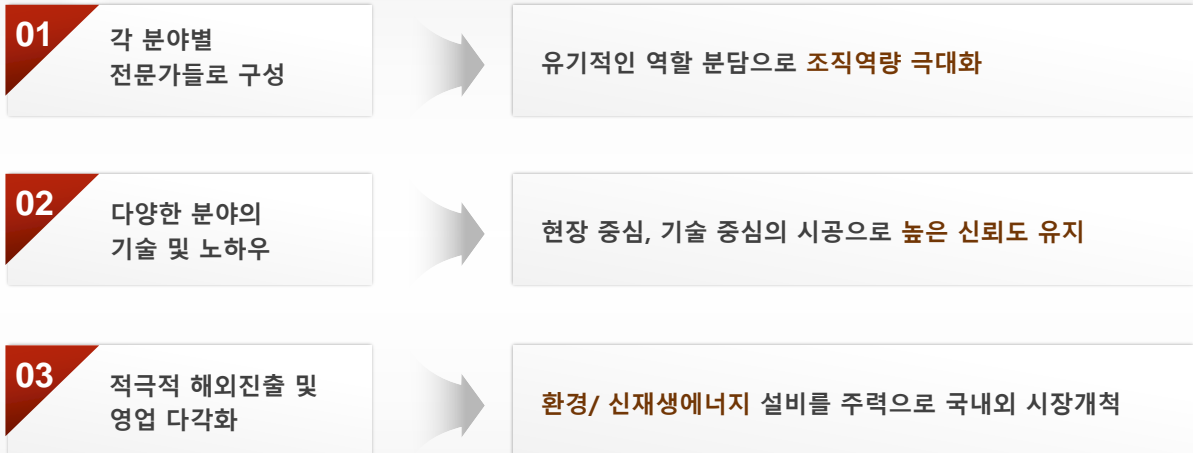 01
각 분야별
전문가들로 구성
유기적인 역할 분담으로 조직역량 극대화
02
다양한 분야의
기술 및 노하우
현장 중심, 기술 중심의 시공으로 높은 신뢰도 유지
03
적극적 해외진출 및
영업 다각화
환경/ 신재생에너지 설비를 주력으로 국내외 시장개척